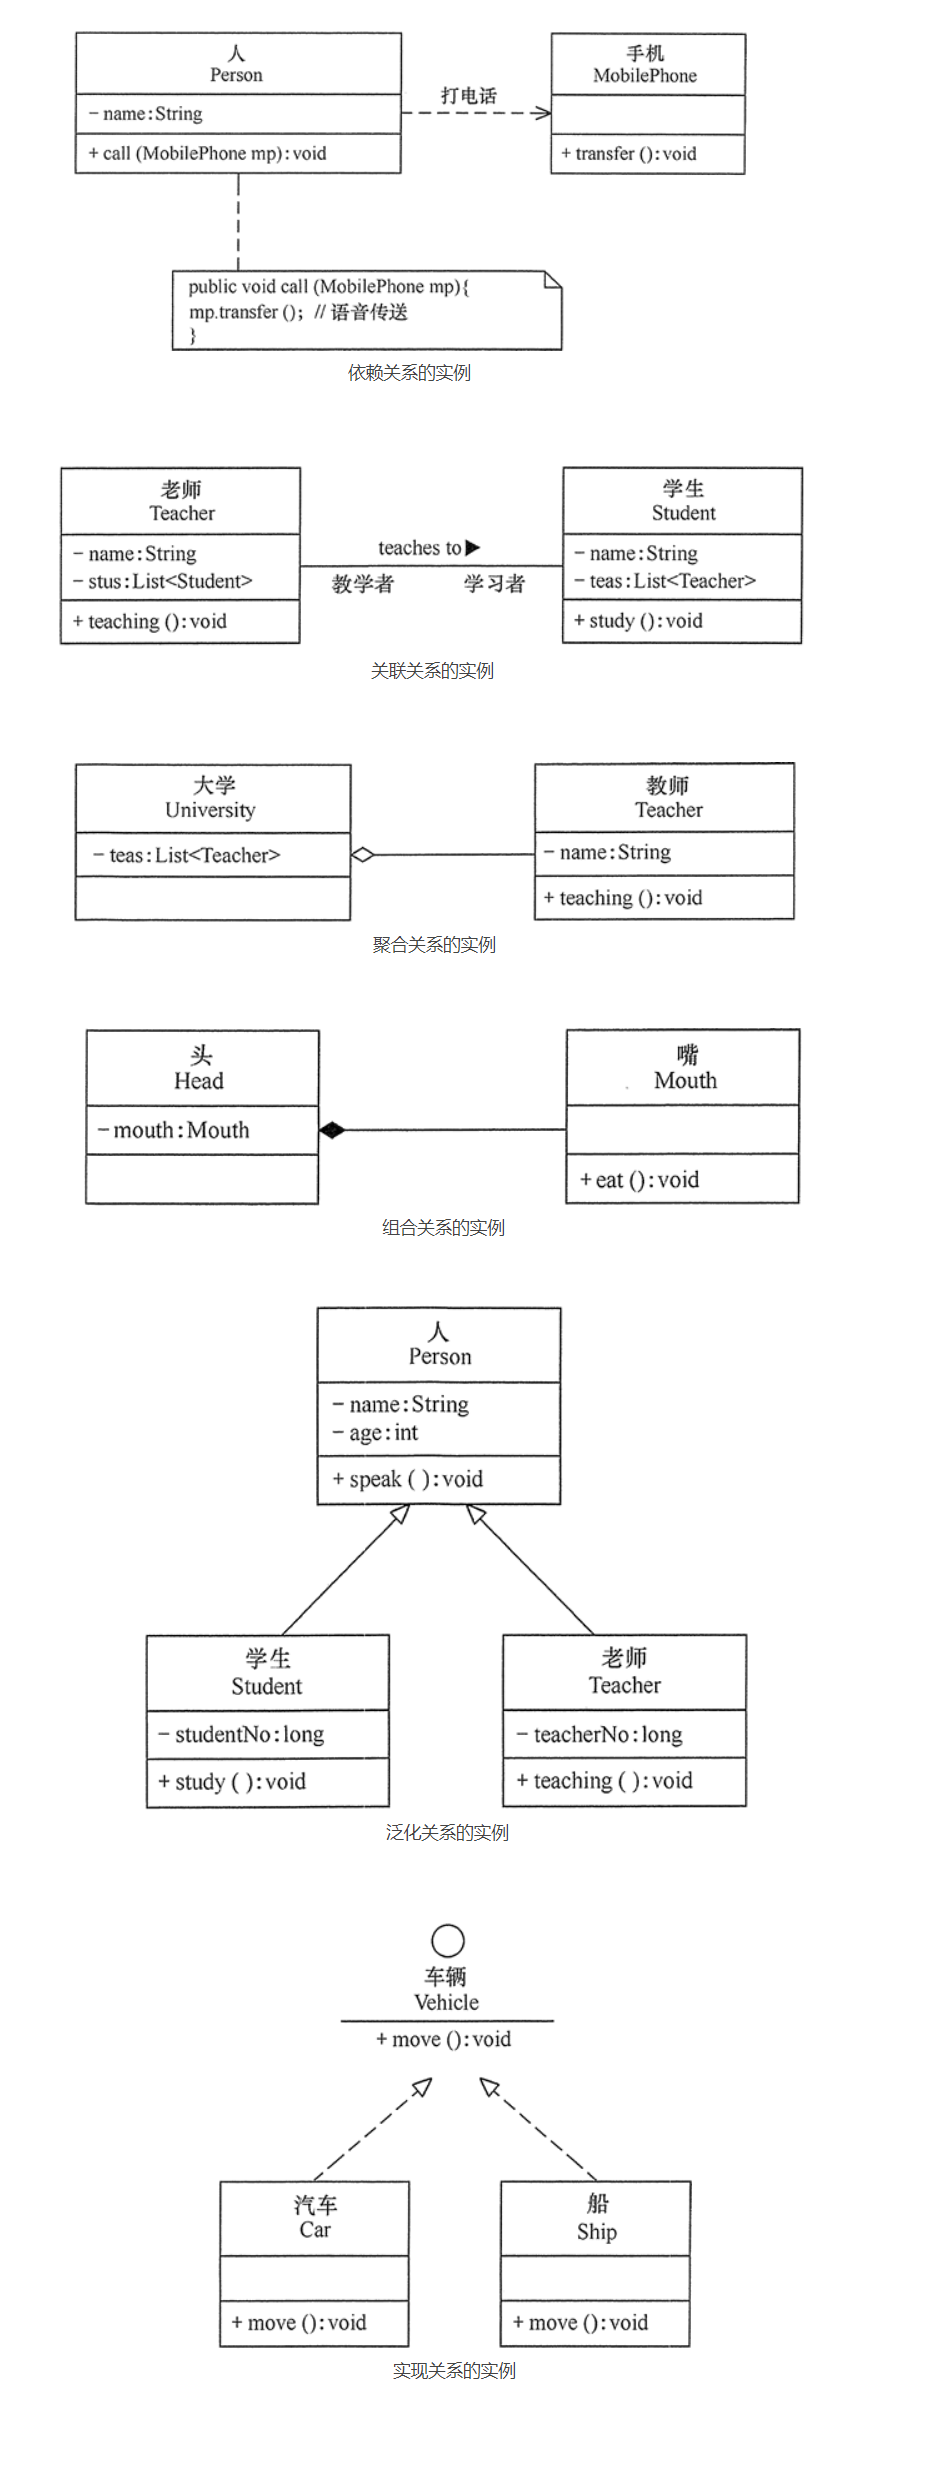 人
Person
- name:String
+ call (MobilePhone mp):void
打电话
手机
MobilePhone
+ transfer ():void
public void call (MobilePhone mp){
mp.transfer (); // 语音传送
}
依赖关系的实例
老师
Teacher
- name:String
- stus:List<Student>
+ teaching ():void
teaches to▶
教学者 学习者
学生
Student
- name:String
- teas:List<Teacher>
+ study ():void
关联关系的实例
大学
University
- teas:List<Teacher>
教师
Teacher
- name:String
+ teaching ():void
聚合关系的实例
头
Head
- mouth:Mouth
嘴
Mouth
+ eat ():void
组合关系的实例
人
Person
- name:String
- age:int
+ speak ( ):void
学生
Student
- studentNo:long
+ study ( ):void
老师
Teacher
- teacherNo:long
+ teaching ( ):void
泛化关系的实例
车辆
Vehicle
+ move ():void
汽车
Car
+ move ():void
船
Ship
+ move ():void
实现关系的实例